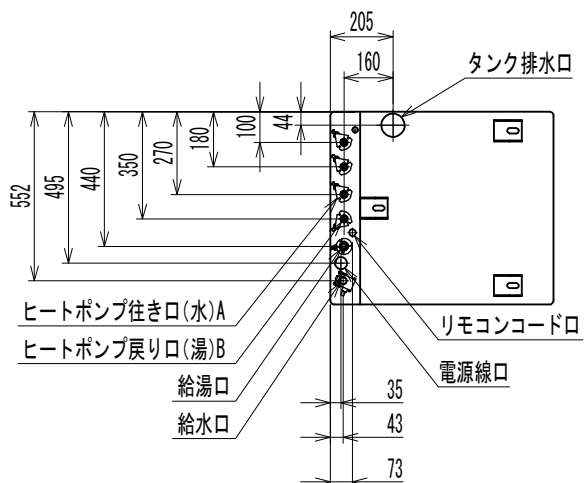 205
160
タンク排水口
44
100
180
270
350
440
495
552
ヒートポンプ往き口(水)A
リモコンコード口
ヒートポンプ戻り口(湯)B
電源線口
給湯口
35
給水口
43
73